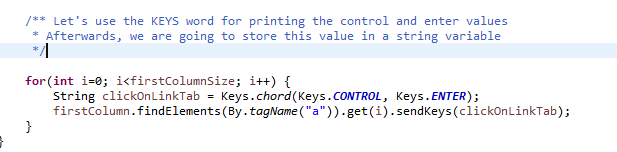 /** Let's use the KEYS word for printing the control and enter values
 * Afterwards, we are going to store this value in a string variable
 */
for(int i=0; i<firstColumnSize; i++) {
    String clickOnLinkTab = Keys.chord(Keys.CONTROL, Keys.ENTER);
    firstColumn.findElements(By.tagName("a")).get(i).sendKeys(clickOnLinkTab);
}
}